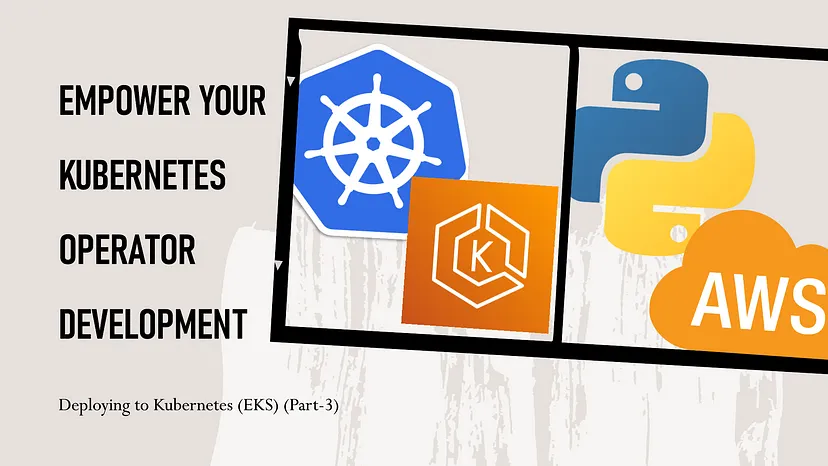 EMPOWER YOUR
KUBERNETES
OPERATOR
DEVELOPMENT
Deploying to Kubernetes (EKS) (Part-3)
K
AWS